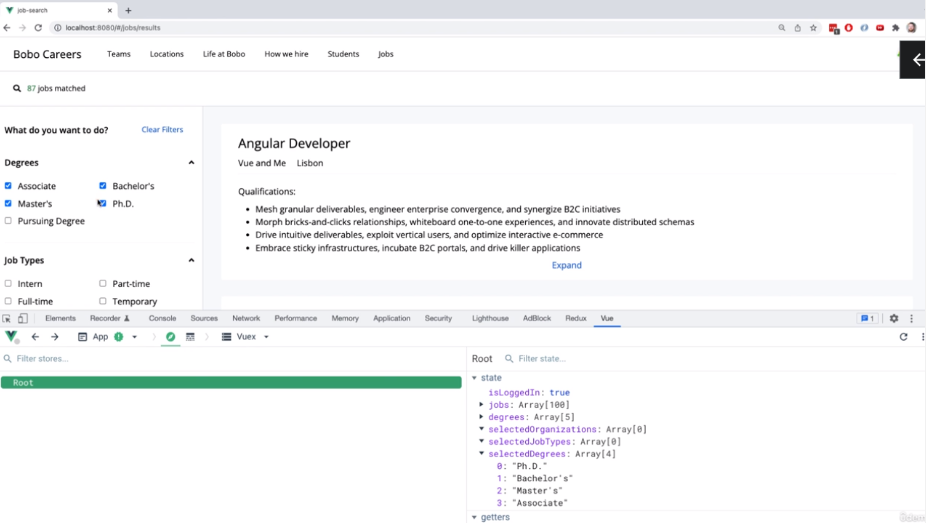 job-search
localhost:8080/#/jobs/results
Bobo Careers Teams Locations Life at Bobo How we hire Students Jobs
87 jobs matched
What do you want to do? Clear Filters
Degrees
Associate Bachelor's
Master's Ph.D.
Pursuing Degree
Job Types
Intern Part-time
Full-time Temporary
Angular Developer
Vue and Me Lisbon
Qualifications:
Mesh granular deliverables, engineer enterprise convergence, and synergize B2C initiatives
Morph bricks-and-clicks relationships, whiteboard one-to-one experiences, and innovate distributed schemas
Drive intuitive deliverables, exploit vertical users, and optimize interactive e-commerce
Embrace sticky infrastructures, incubate B2C portals, and drive killer applications
Expand
Elements Recorder Console Sources Network Performance Memory Application Security Lighthouse AdBlock Redux Vue 1
App Vuex
Filter stores...
Root
Root Filter state...
state
isLoggedIn: true
jobs: Array[100]
degrees: Array[5]
selectedOrganizations: Array[0]
selectedJobTypes: Array[0]
selectedDegrees: Array[4]
0: "Ph.D."
1: "Bachelor's"
2: "Master's"
3: "Associate"
getters